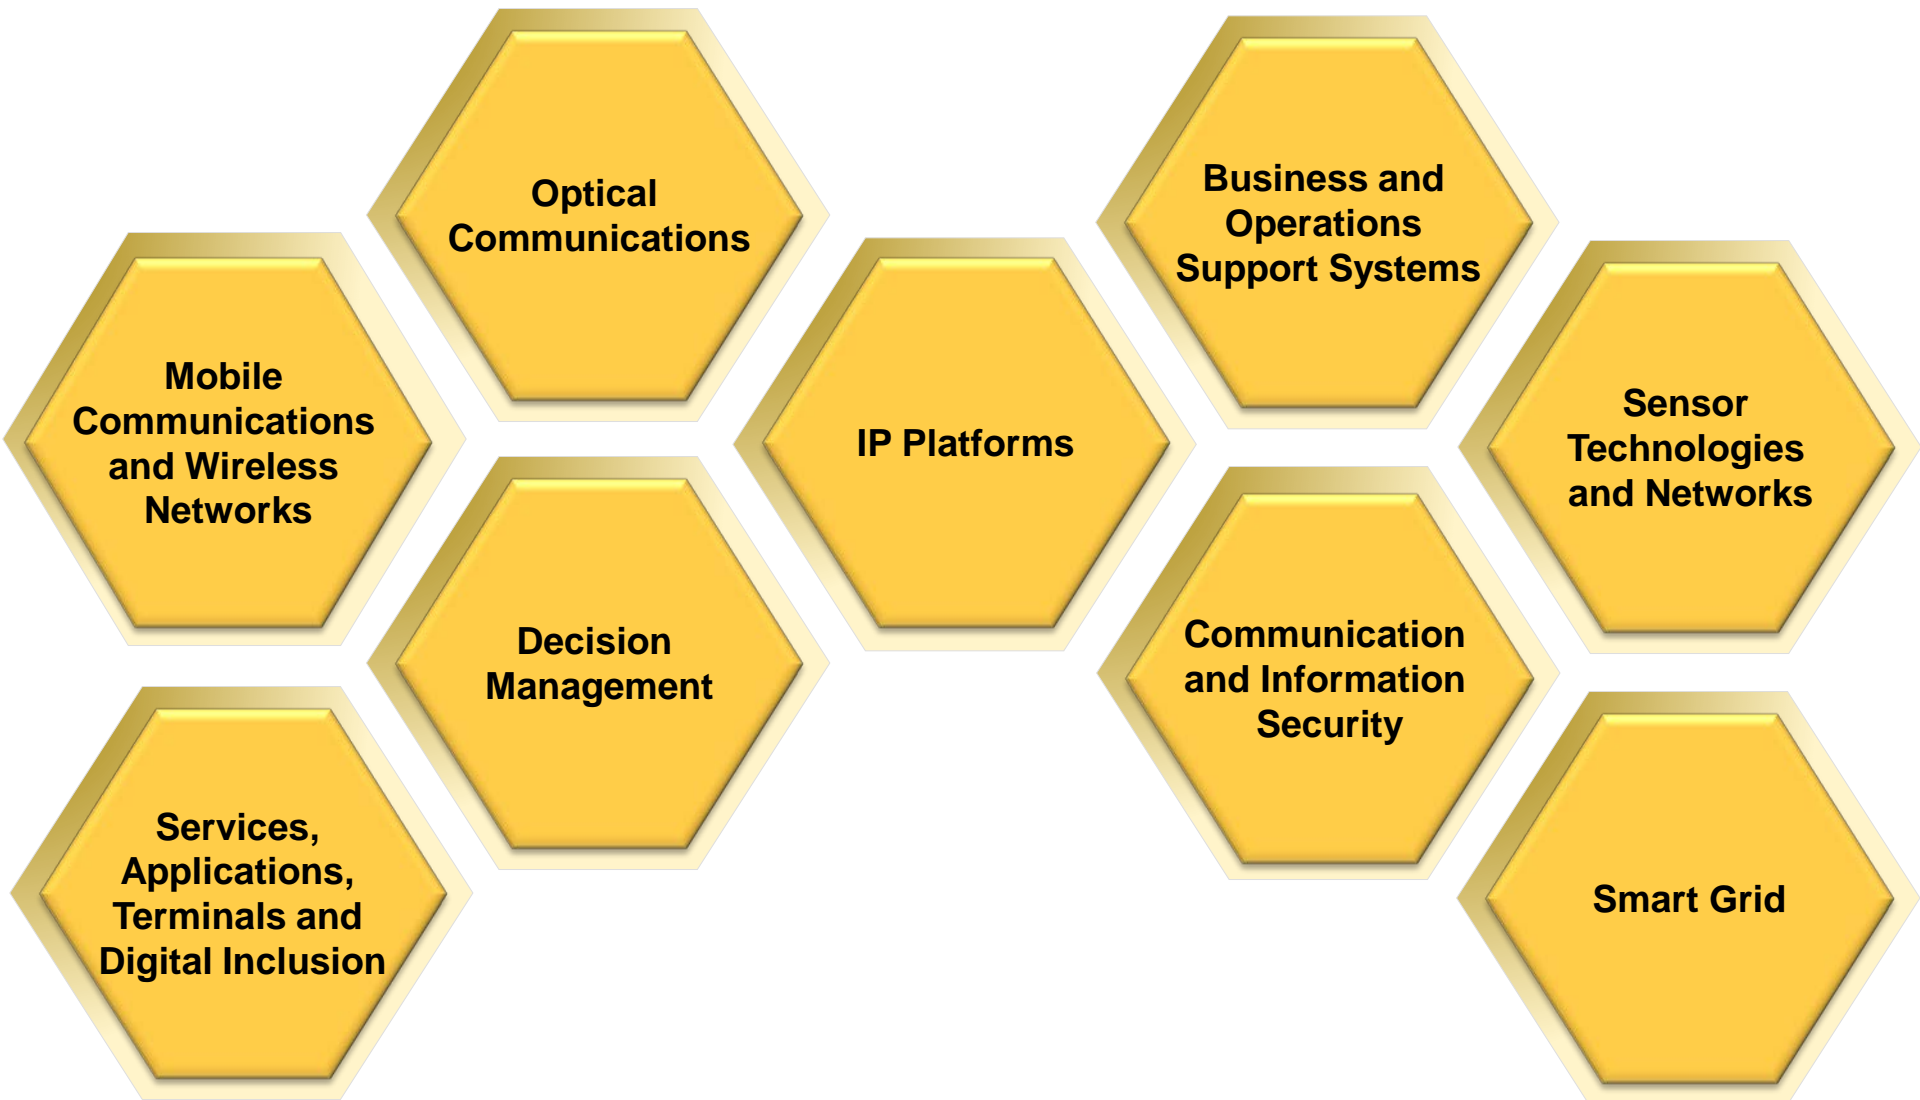 Optical
Communications
Business and
Operations
Support Systems
Mobile
Communications
and Wireless
Networks
IP Platforms
Sensor
Technologies
and Networks
Decision
Management
Communication
and Information
Security
Services,
Applications,
Terminals and
Digital Inclusion
Smart Grid